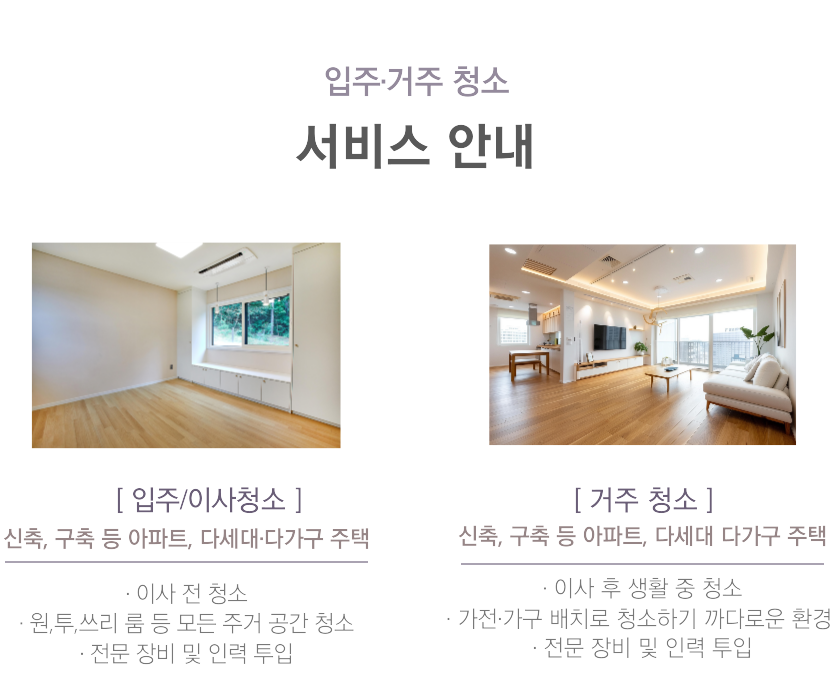 입주·거주 청소
서비스 안내
[ 입주/이사청소 ]
신축, 구축 등 아파트, 다세대·다가구 주택
· 이사 전 청소
· 원,투,쓰리 룸 등 모든 주거 공간 청소
· 전문 장비 및 인력 투입
[ 거주 청소 ]
신축, 구축 등 아파트, 다세대 다가구 주택
· 이사 후 생활 중 청소
· 가전·가구 배치로 청소하기 까다로운 환경
· 전문 장비 및 인력 투입